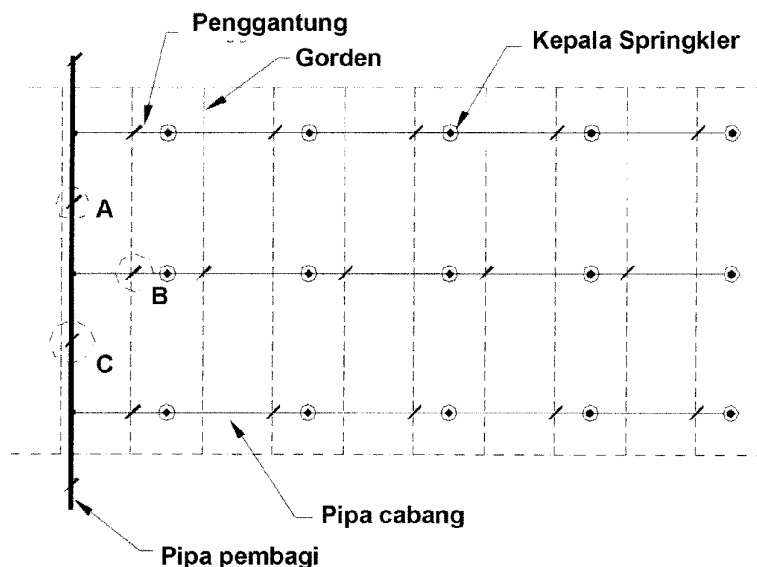 Penggantung
Gorden
Kepala Springkler
A
B
C
Pipa cabang
Pipa pembagi